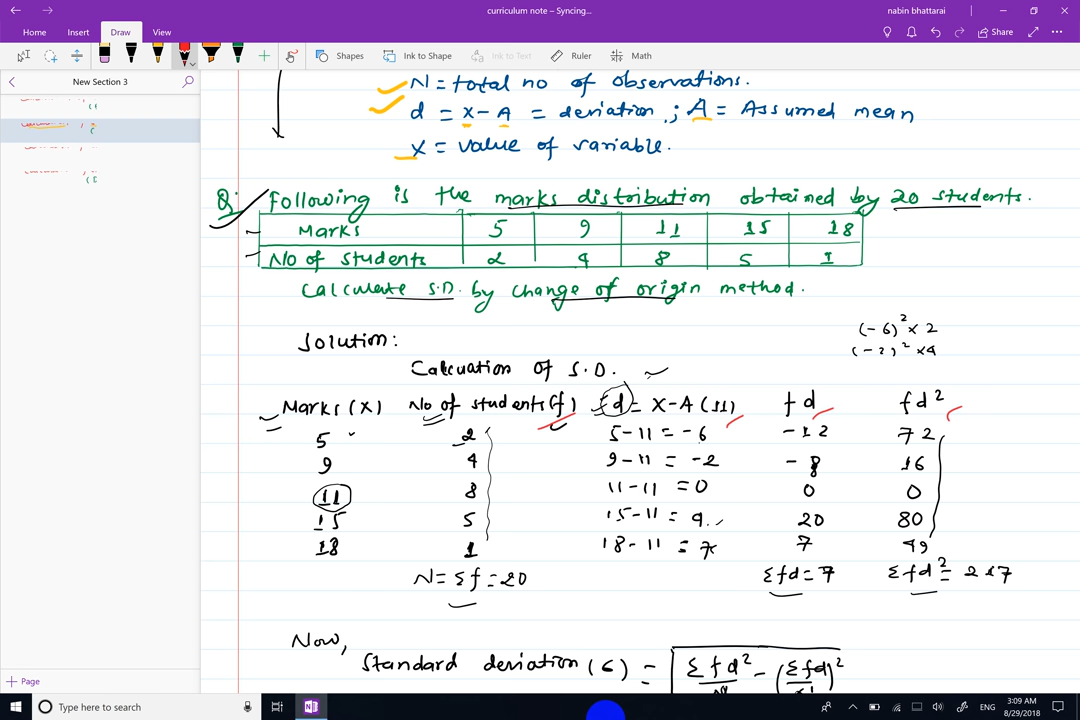 curriculum note – Syncing...
nabin bhattarai
Home Insert Draw View
Share
Shapes Ink to Shape Ink to Text Ruler Math
New Section 3
N = total no of observations.
d = x - A = deviation ; A = Assumed mean
X = value of variable.
Q: Following is the marks distribution obtained by 20 students.
Marks 5 9 11 15 18
No of students 2 4 8 5 1
Calculate S.D. by change of origin method.
(-6)² × 2
(-2)² × 4
Solution:
Calcuation of S.D.
Marks (X) No of students (f) d = X-A (11) fd fd²
5 2 5-11 = -6 -12 72
9 4 9-11 = -2 -8 16
11 8 11-11 = 0 0 0
15 5 15-11 = 4 20 80
18 1 18-11 = 7 7 49
N = Σf = 20 Σfd = 7 Σfd² = 217
Now,
Standard deviation (6) = √ Σfd²/N - (Σfd/N)²
+ Page
Type here to search
ENG
3:09 AM
8/29/2018